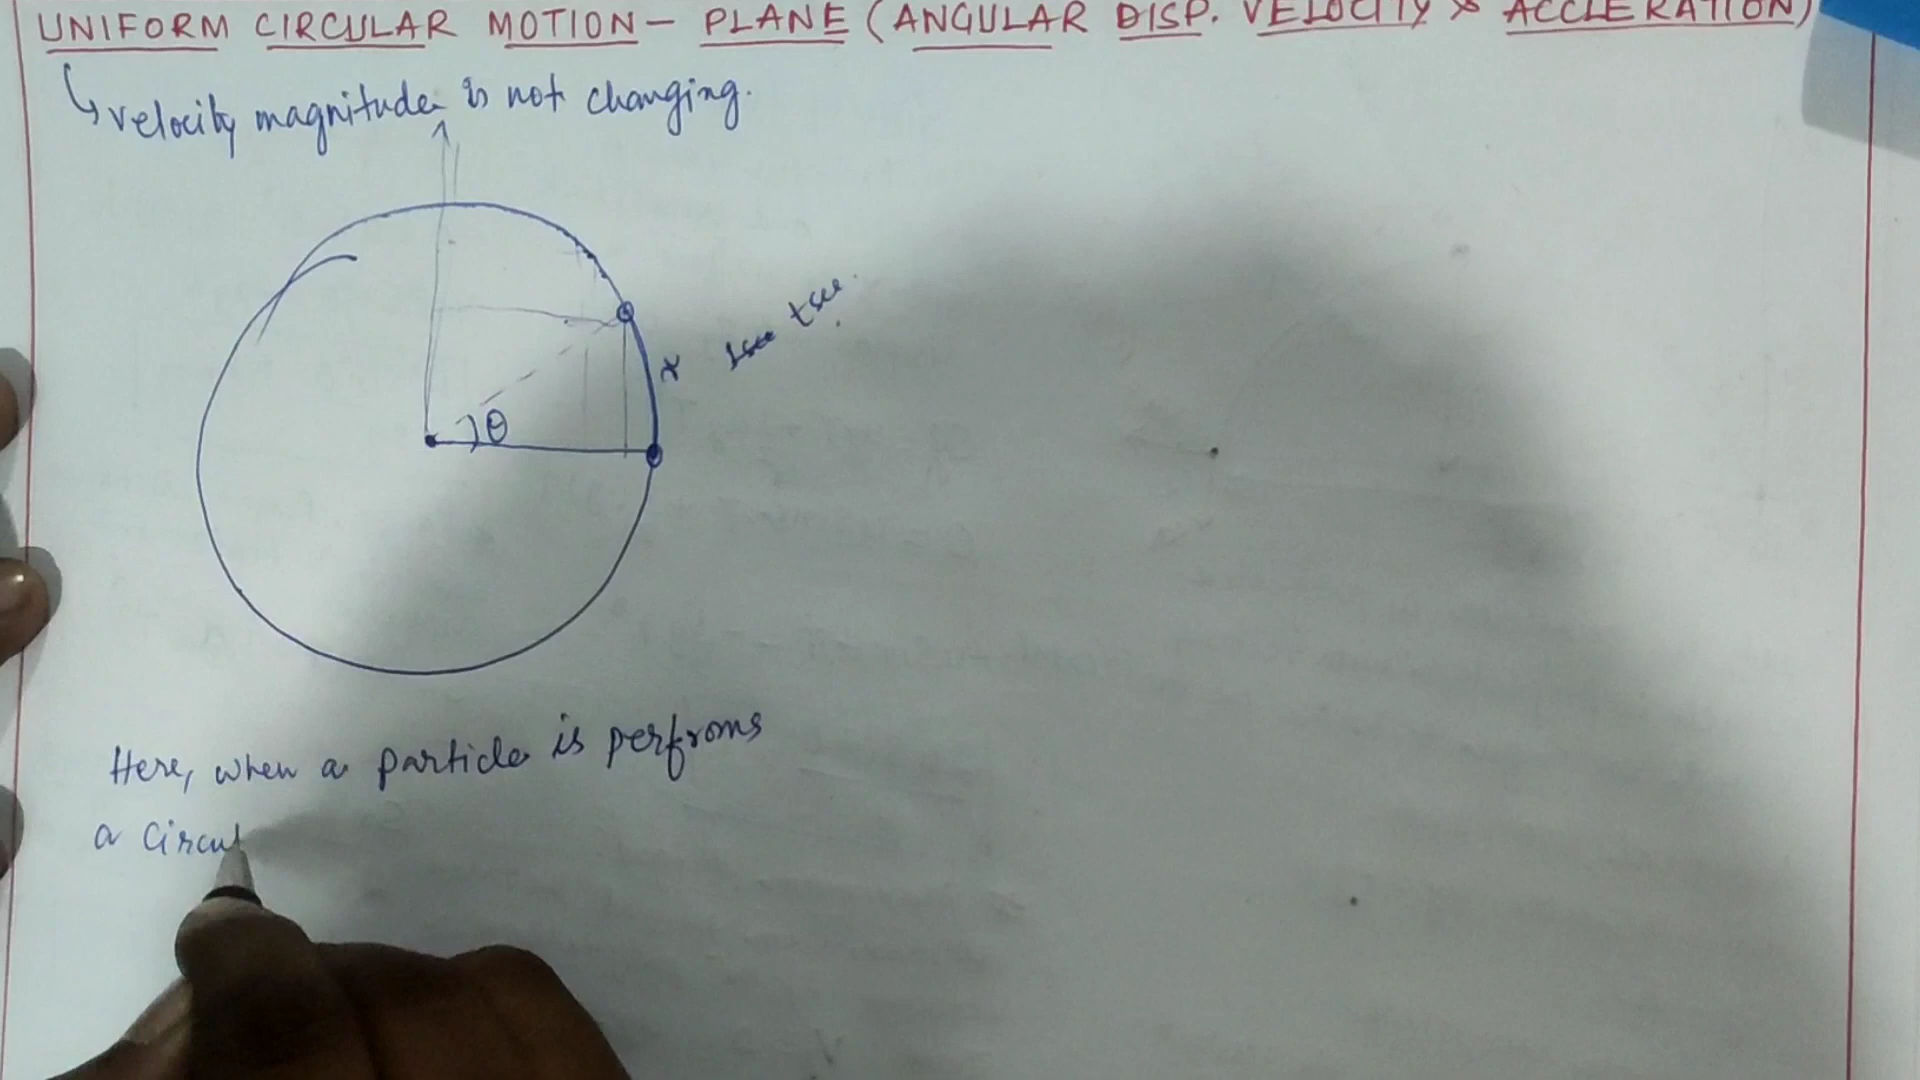 UNIFORM CIRCULAR MOTION - PLANE (ANGULAR DISP. VELOCITY & ACCLERATION)
↳ velocity magnitude is not changing.
x
tsec.
θ
Here, when a particle is perfroms
a Circul